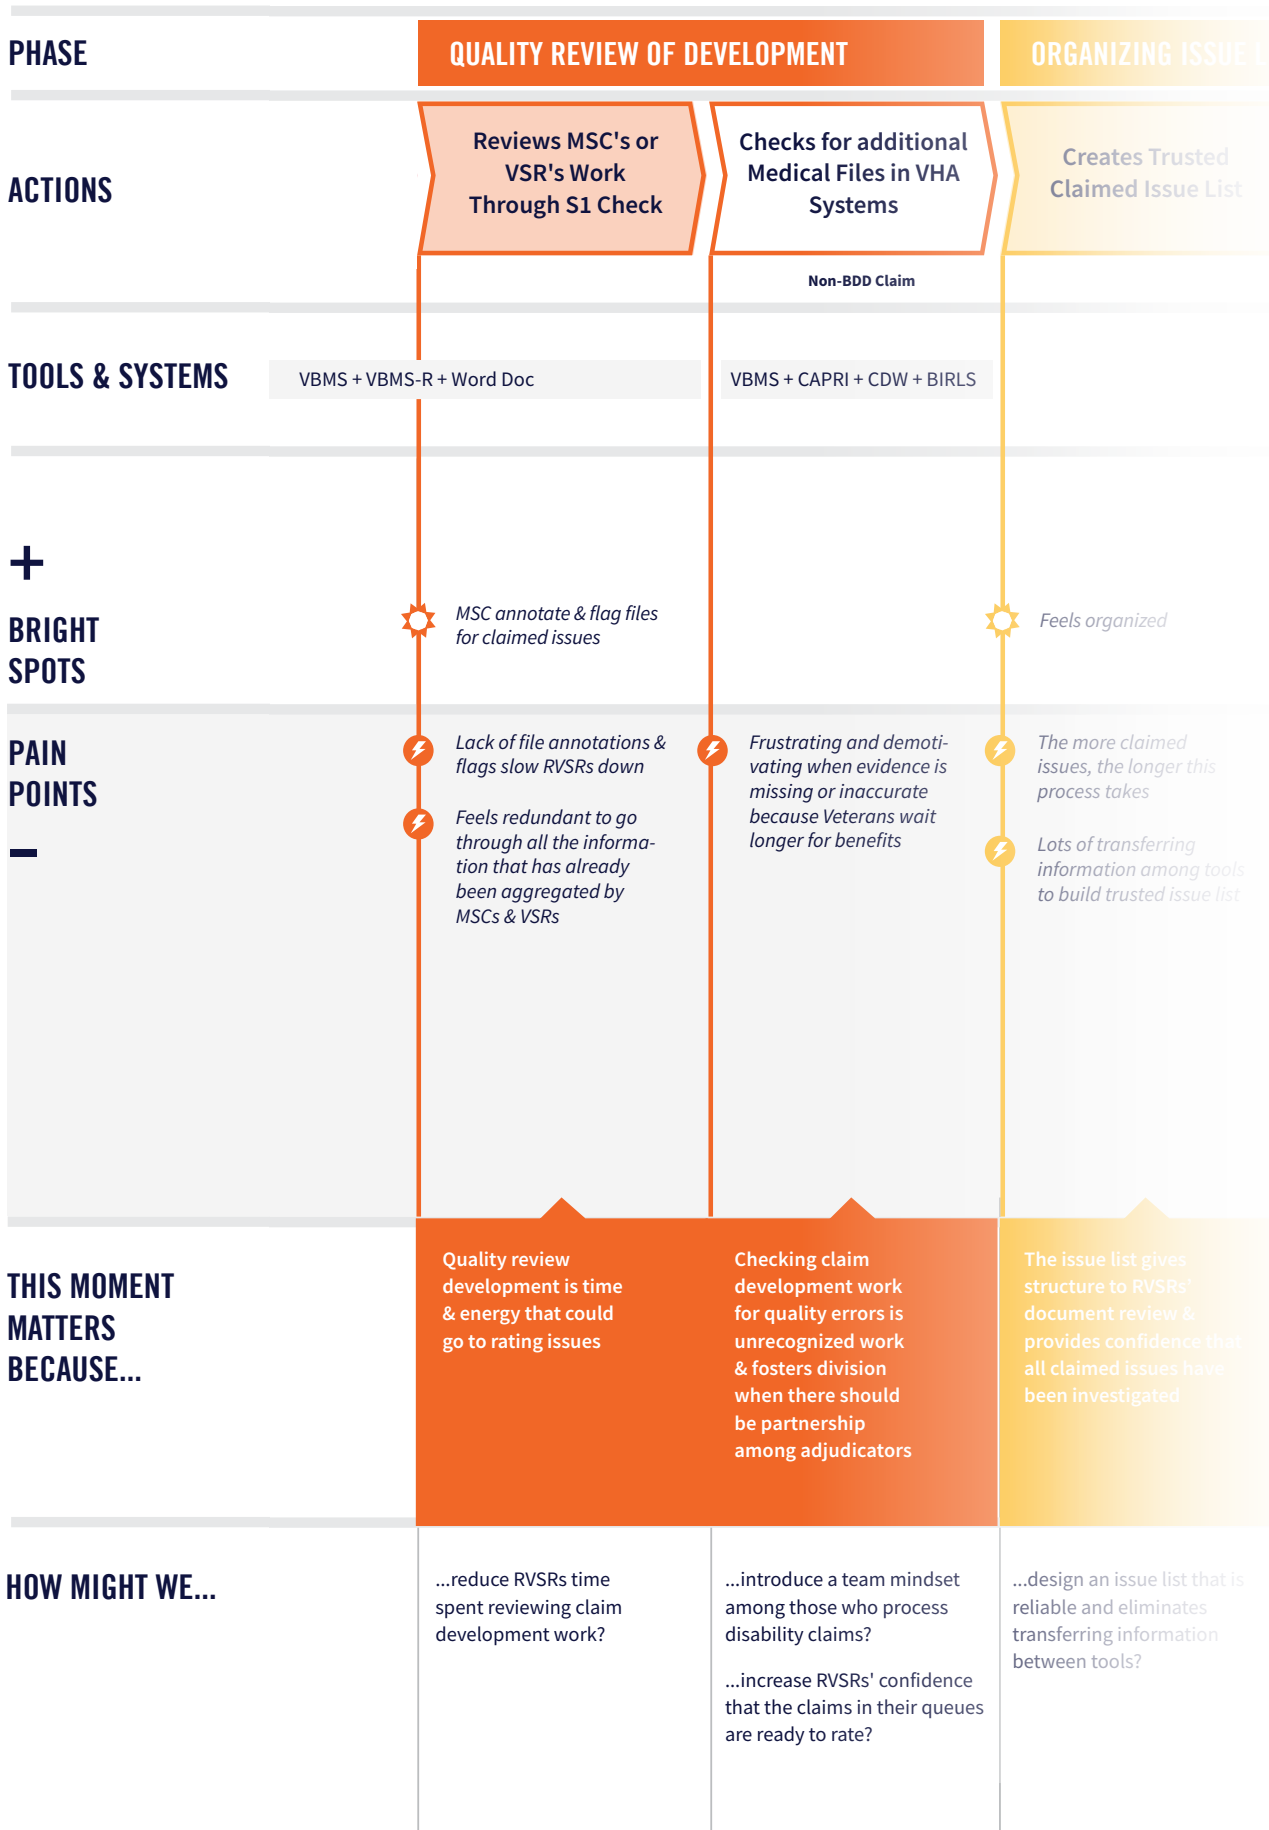 PHASE
QUALITY REVIEW OF DEVELOPMENT
ORGANIZING ISSUE
ACTIONS
Reviews MSC's or
VSR's Work
Through S1 Check
Checks for additional
Medical Files in VHA
Systems
Non-BDD Claim
Creates Trusted
Claimed Issue List
TOOLS & SYSTEMS
VBMS + VBMS-R + Word Doc
VBMS + CAPRI + CDW + BIRLS
+
BRIGHT
SPOTS
MSC annotate & flag files
for claimed issues
Feels organized
PAIN
POINTS
–
Lack of file annotations &
flags slow RVSRs down
Feels redundant to go
through all the informa-
tion that has already
been aggregated by
MSCs & VSRs
Frustrating and demoti-
vating when evidence is
missing or inaccurate
because Veterans wait
longer for benefits
The more claimed
issues, the longer this
process takes
Lots of transferring
information among tools
to build trusted issue list
THIS MOMENT
MATTERS
BECAUSE...
Quality review
development is time
& energy that could
go to rating issues
Checking claim
development work
for quality errors is
unrecognized work
& fosters division
when there should
be partnership
among adjudicators
The issue list gives
structure to RVSRs'
document review &
provides confidence that
all claimed issues have
been investigated
HOW MIGHT WE...
...reduce RVSRs time
spent reviewing claim
development work?
...introduce a team mindset
among those who process
disability claims?
...increase RVSRs' confidence
that the claims in their queues
are ready to rate?
...design an issue list that is
reliable and eliminates
transferring information
between tools?